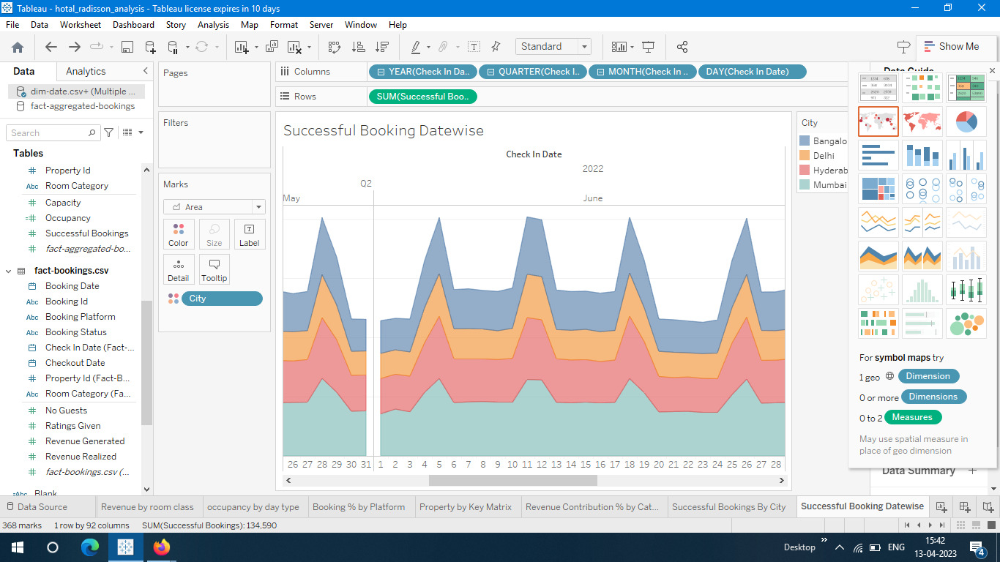 Tableau - hotal_radisson_analysis - Tableau license expires in 10 days
File Data Worksheet Dashboard Story Analysis Map Format Server Window Help
Standard
Show Me
Data Analytics
dim-date.csv+ (Multiple ...
fact-aggregated-bookings
Search
Tables
Property Id
Abc Room Category
Capacity
Occupancy
Successful Bookings
fact-aggregated-bo...
fact-bookings.csv
Booking Date
Abc Booking Id
Abc Booking Platform
Abc Booking Status
Check In Date (Fact-...
Checkout Date
Property Id (Fact-B...
Abc Room Category (Fa...
No Guests
Ratings Given
Revenue Generated
Revenue Realized
fact-bookings.csv (...
=Abc Blank
Pages
Filters
Marks
Area
Color Size Label
Detail Tooltip
City
Columns YEAR(Check In Da.. QUARTER(Check I.. MONTH(Check In .. DAY(Check In Date)
Rows SUM(Successful Boo..
Successful Booking Datewise
Check In Date
2022
Q2
May June
26 27 28 29 30 31 1 2 3 4 5 6 7 8 9 10 11 12 13 14 15 16 17 18 19 20 21 22 23 24 25 26 27 28
City
Bangalo
Delhi
Hyderab
Mumbai
Data Guide
For symbol maps try
1 geo Dimension
0 or more Dimensions
0 to 2 Measures
May use spatial measure in
place of geo dimension
Data Summary
Data Source Revenue by room class occupancy by day type Booking % by Platform Property by Key Matrix Revenue Contribution % by Cat... Successful Bookings By City Successful Booking Datewise
368 marks 1 row by 92 columns SUM(Successful Bookings): 134.590
Desktop ENG 15:42
13-04-2023 4